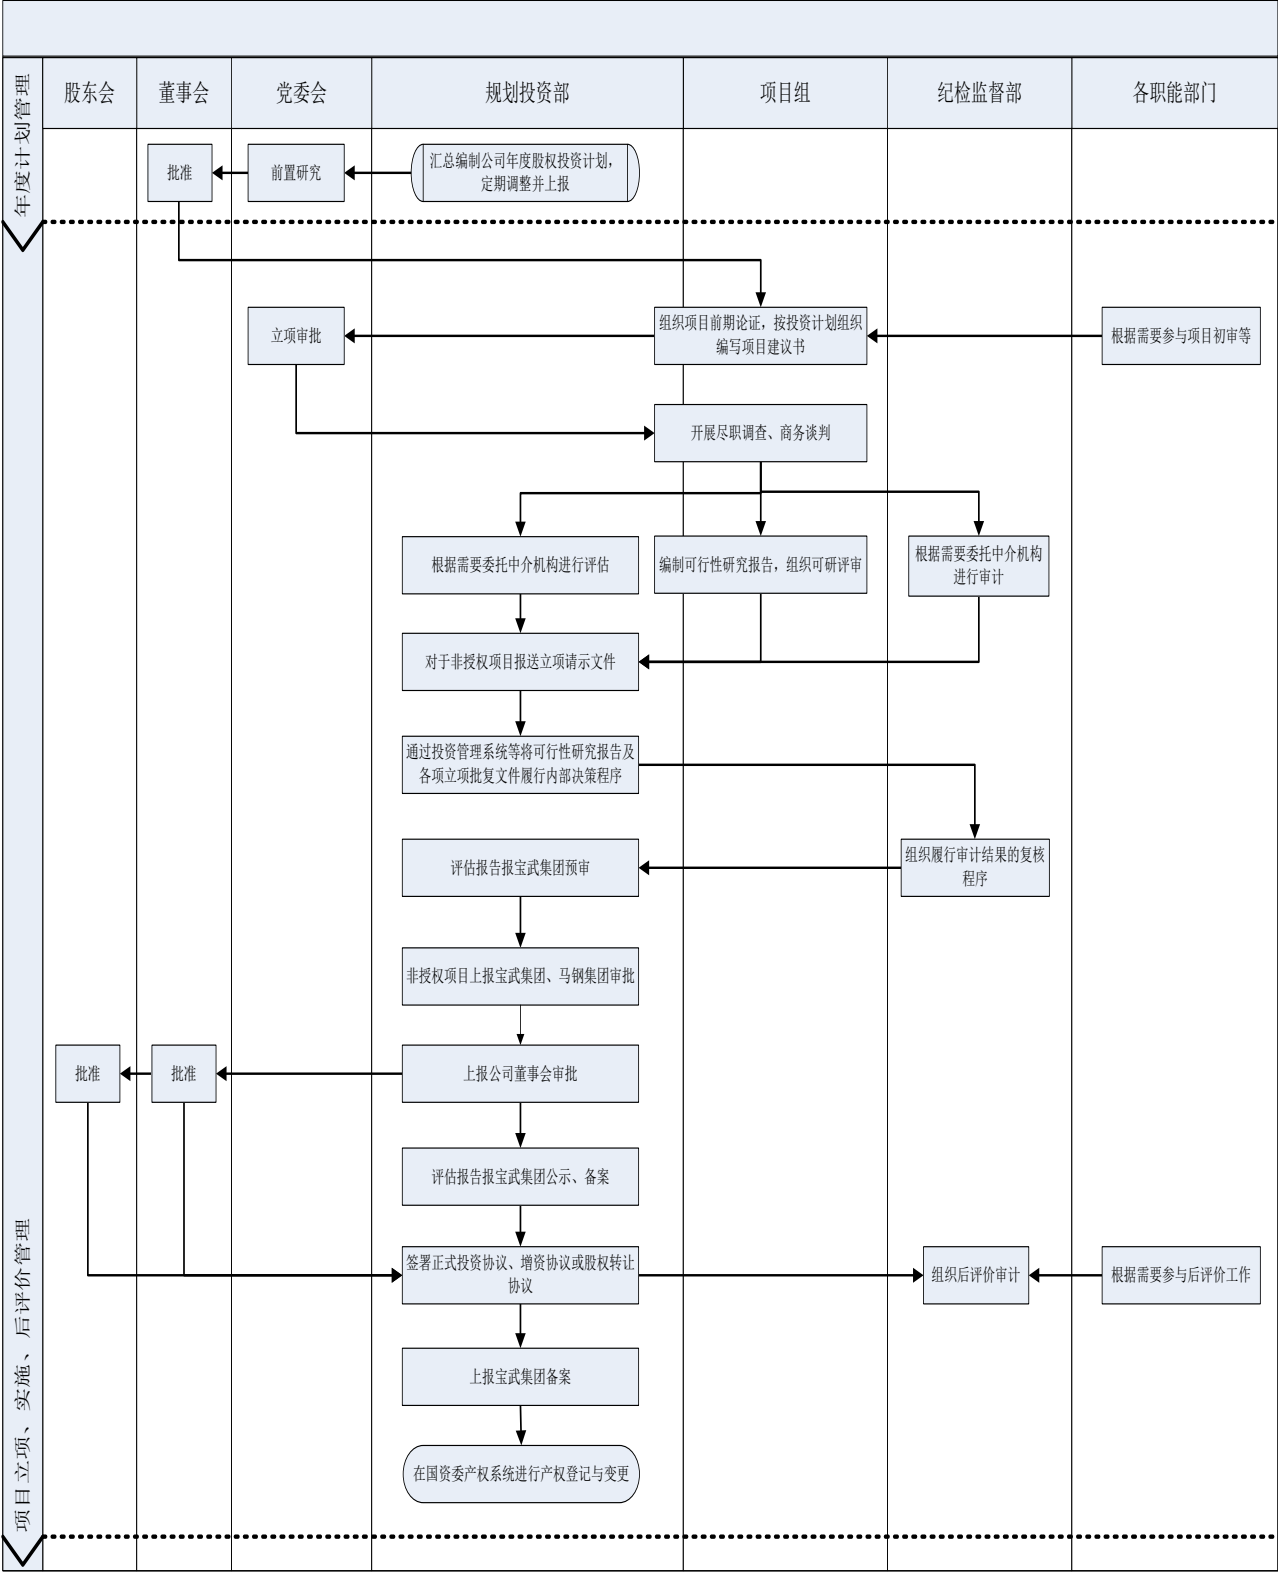 年度计划管理
股东会
董事会
党委会
规划投资部
项目组
纪检监督部
各职能部门
批准
前置研究
汇总编制公司年度股权投资计划，
定期调整并上报
立项审批
组织项目前期论证，按投资计划组织
编写项目建议书
根据需要参与项目初审等
开展尽职调查、商务谈判
根据需要委托中介机构进行评估
编制可行性研究报告，组织可研评审
根据需要委托中介机构
进行审计
对于非授权项目报送立项请示文件
通过投资管理系统等将可行性研究报告及
各项立项批复文件履行内部决策程序
评估报告报宝武集团预审
组织履行审计结果的复核
程序
非授权项目上报宝武集团、马钢集团审批
批准
批准
上报公司董事会审批
评估报告报宝武集团公示、备案
项目立项、实施、后评价管理
签署正式投资协议、增资协议或股权转让
协议
组织后评价审计
根据需要参与后评价工作
上报宝武集团备案
在国资委产权系统进行产权登记与变更